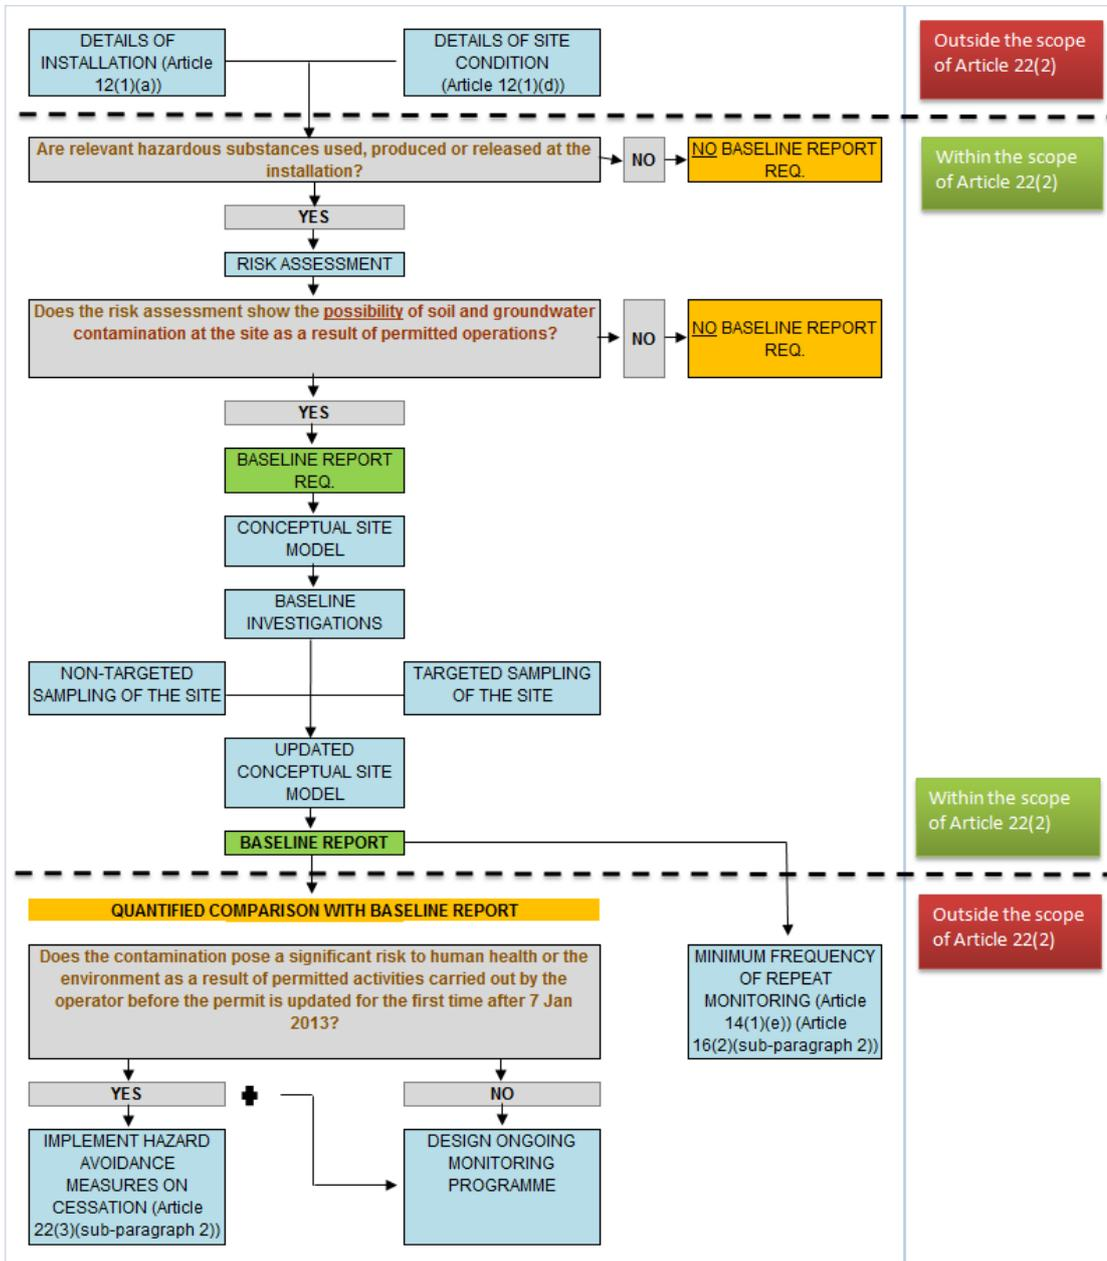 DETAILS OF
INSTALLATION (Article
12(1)(a))
DETAILS OF SITE
CONDITION
(Article 12(1)(d))
Outside the scope
of Article 22(2)
Are relevant hazardous substances used, produced or released at the
installation?
NO
NO BASELINE REPORT
REQ.
Within the scope
of Article 22(2)
YES
RISK ASSESSMENT
Does the risk assessment show the possibility of soil and groundwater
contamination at the site as a result of permitted operations?
NO
NO BASELINE REPORT
REQ.
YES
BASELINE REPORT
REQ.
CONCEPTUAL SITE
MODEL
BASELINE
INVESTIGATIONS
NON-TARGETED
SAMPLING OF THE SITE
TARGETED SAMPLING
OF THE SITE
UPDATED
CONCEPTUAL SITE
MODEL
Within the scope
of Article 22(2)
BASELINE REPORT
QUANTIFIED COMPARISON WITH BASELINE REPORT
Outside the scope
of Article 22(2)
Does the contamination pose a significant risk to human health or the
environment as a result of permitted activities carried out by the
operator before the permit is updated for the first time after 7 Jan
2013?
MINIMUM FREQUENCY
OF REPEAT
MONITORING (Article
14(1)(e)) (Article
16(2)(sub-paragraph 2))
YES
NO
IMPLEMENT HAZARD
AVOIDANCE
MEASURES ON
CESSATION (Article
22(3)(sub-paragraph 2))
DESIGN ONGOING
MONITORING
PROGRAMME